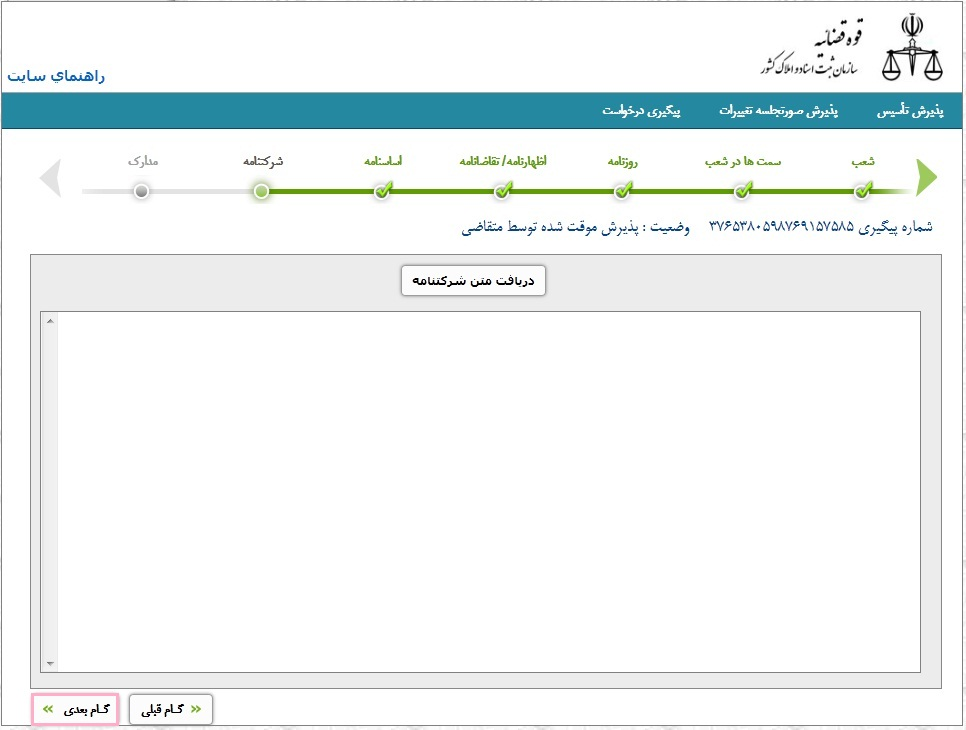 قوه قضائیه
سازمان ثبت اسناد و املاک کشور
راهنماي سايت
پذیرش تأسیس
پذیرش صورتجلسه تغییرات
پیگیری درخواست
شعب
سمت ها در شعب
روزنامه
اظهارنامه/ تقاضانامه
اساسنامه
شرکتنامه
مدارک
شماره پیگیری ۳۷۶۵۳۸۰۵۹۸۷۶۹۱۵۷۵۸۵ وضعیت : پذیرش موقت شده توسط متقاضی
دریافت متن شرکتنامه
گـام قبلی
گـام بعدی